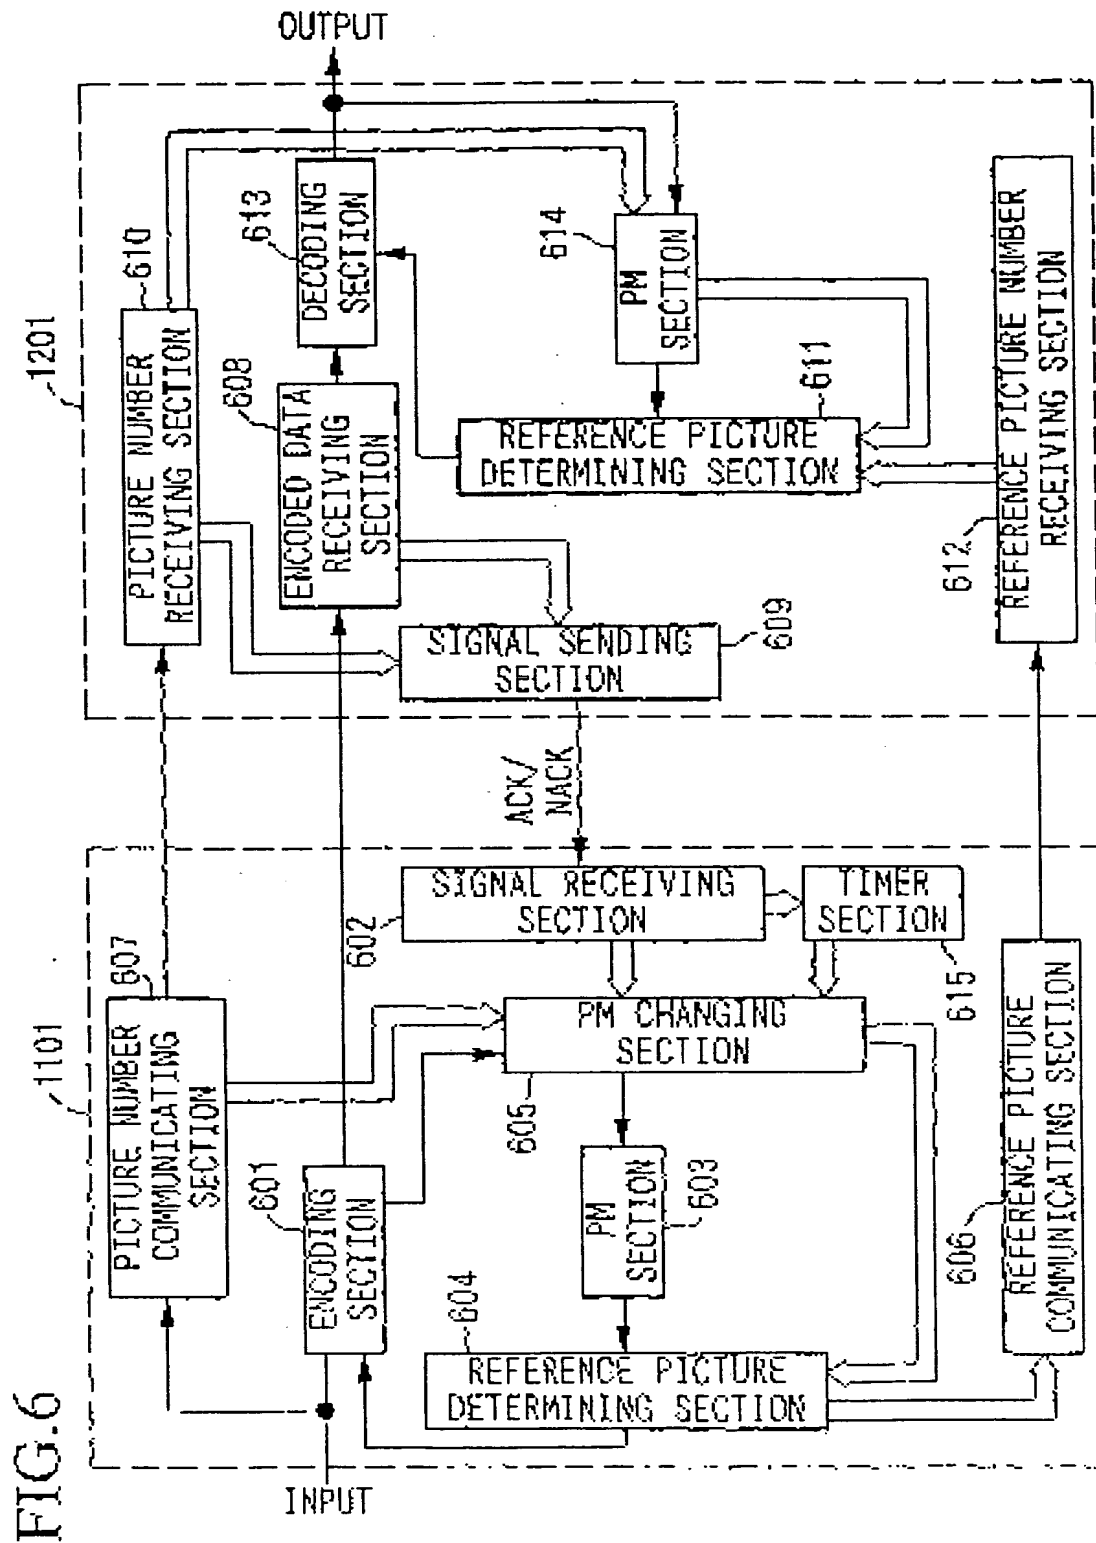 FIG.6
INPUT
1101
PICTURE NUMBER
COMMUNICATING
SECTION
607
ENCODING
SECTION
601
SIGNAL RECEIVING
SECTION
602
TIMER
SECTION
615
PM CHANGING
SECTION
605
PM
SECTION
603
REFERENCE PICTURE
DETERMINING SECTION
604
REFERENCE PICTURE
COMMUNICATING SECTION
606
ACK/
NACK
1201
PICTURE NUMBER
RECEIVING SECTION
610
ENCODED DATA
RECEIVING
SECTION
608
SIGNAL SENDING
SECTION
609
DECODING
SECTION
613
PM
SECTION
614
REFERENCE PICTURE
DETERMINING SECTION
611
REFERENCE PICTURE NUMBER
RECEIVING SECTION
612
OUTPUT